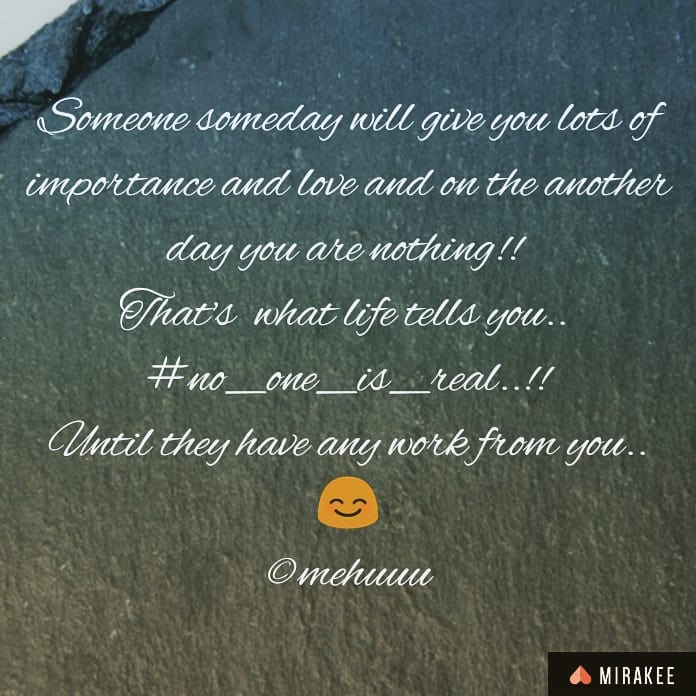 Someone someday will give you lots of
importance and love and on the another
day you are nothing!!
That's what life tells you..
#no__one__is__real..!!
Until they have any work from you..
😊
©mehuuu
MIRAKEE